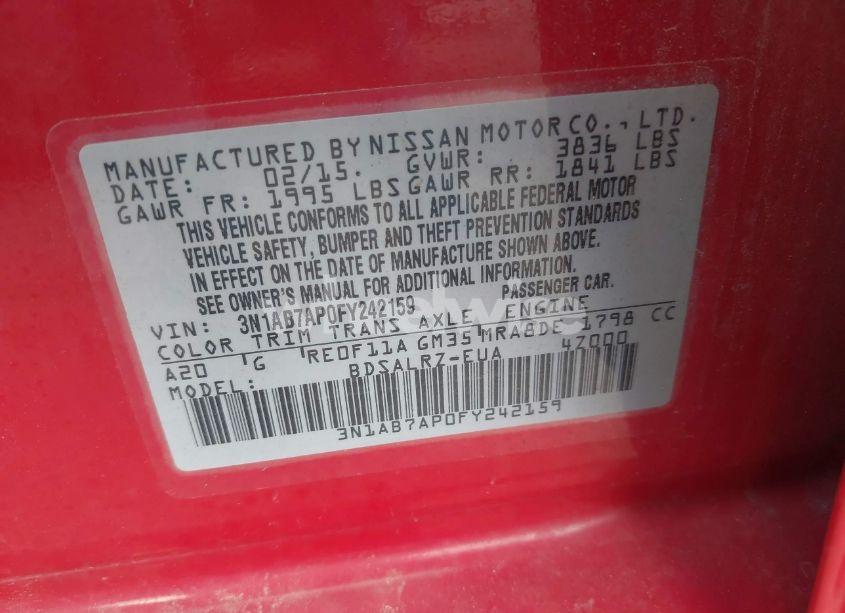 MANUFACTURED BY NISSAN MOTOR CO., LTD.
DATE: 02/15. GVWR: 3836 LBS
GAWR FR: 1995 LBS GAWR RR: 1841 LBS
THIS VEHICLE CONFORMS TO ALL APPLICABLE FEDERAL MOTOR
VEHICLE SAFETY, BUMPER AND THEFT PREVENTION STANDARDS
IN EFFECT ON THE DATE OF MANUFACTURE SHOWN ABOVE.
SEE OWNER'S MANUAL FOR ADDITIONAL INFORMATION.
VIN: 3N1AB7AP0FY242159 PASSENGER CAR.
COLOR TRIM TRANS AXLE ENGINE
A20 G RE0F11A GM35 MRA8DE 1798 CC
MODEL: BDSALRZ-EUA 47000
3N1AB7AP0FY242159